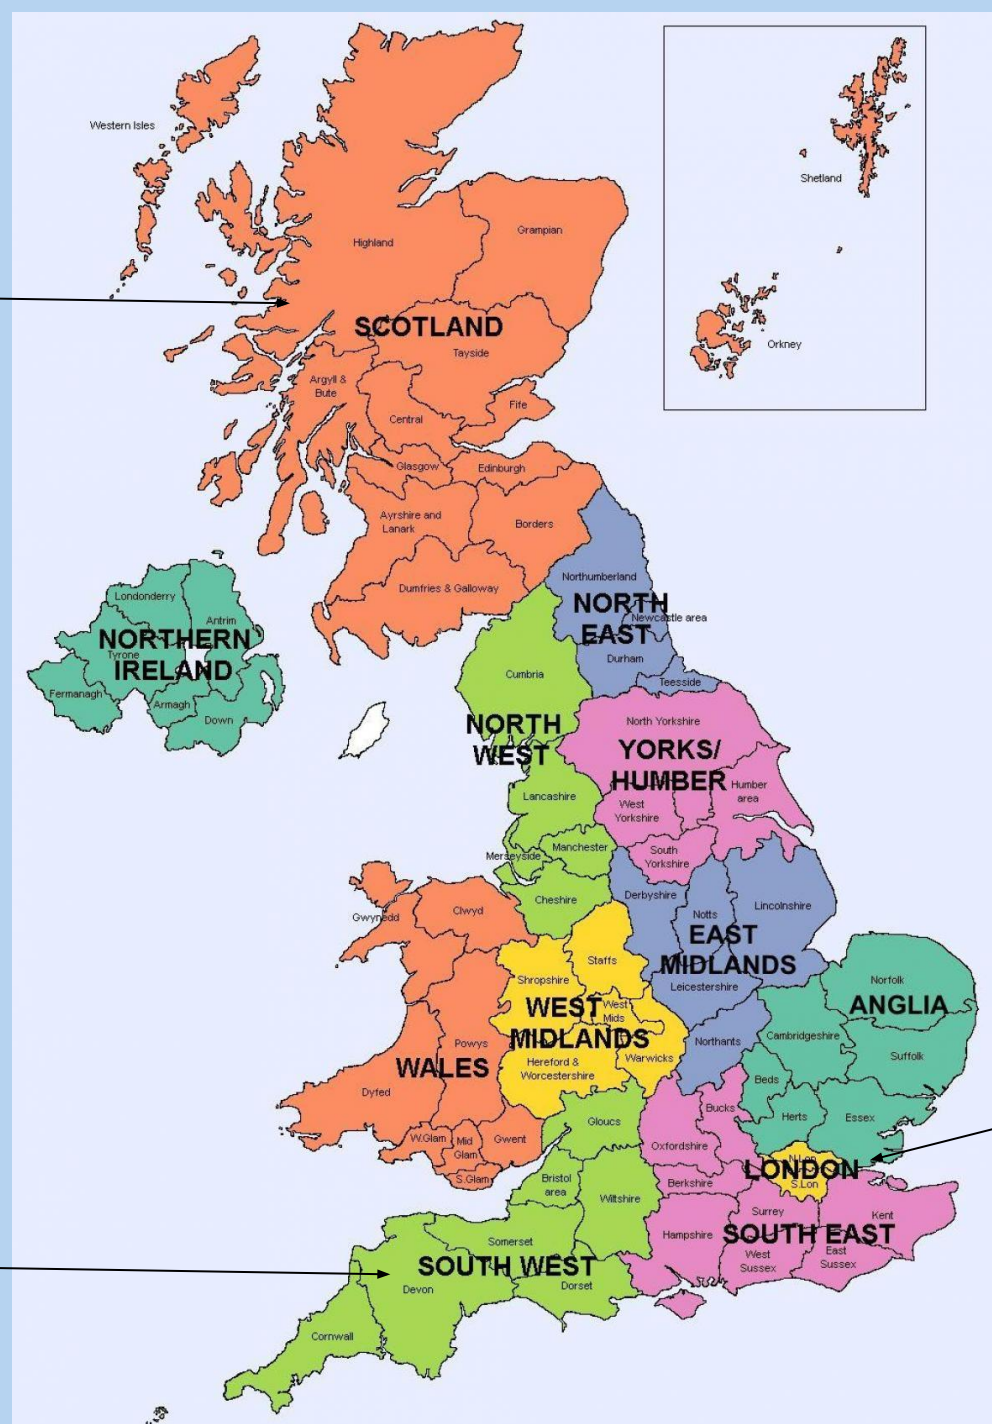 Western Isles
Shetland
Highland
Grampian
SCOTLAND
Orkney
Tayside
Argyll &
Bute
Fife
Central
Glasgow
Edinburgh
Ayrshire and
Lanark
Borders
Dumfries & Galloway
Northumberland
NORTH
EAST
Newcastle area
Durham
Teesside
Londonderry
Antrim
NORTHERN
IRELAND
Tyrone
Fermanagh
Armagh
Down
Cumbria
NORTH
WEST
North Yorkshire
YORKS/
HUMBER
Humber
area
West
Yorkshire
South
Yorkshire
Lancashire
Manchester
Merseyside
Cheshire
Derbyshire
Notts
Lincolnshire
EAST
MIDLANDS
Leicestershire
Northants
Gwynedd
Clwyd
Powys
WALES
Dyfed
W.Glam
Mid
Glam
Gwent
S.Glam
Staffs
Shropshire
WEST
MIDLANDS
West
Mids
Hereford &
Worcestershire
Warwicks
Norfolk
ANGLIA
Cambridgeshire
Suffolk
Beds
Herts
Essex
Gloucs
Bristol
area
Wiltshire
Somerset
SOUTH WEST
Devon
Dorset
Cornwall
Bucks
Oxfordshire
Berkshire
N.Lon
LONDON
S.Lon
Surrey
Kent
Hampshire
SOUTH EAST
West
Sussex
East
Sussex